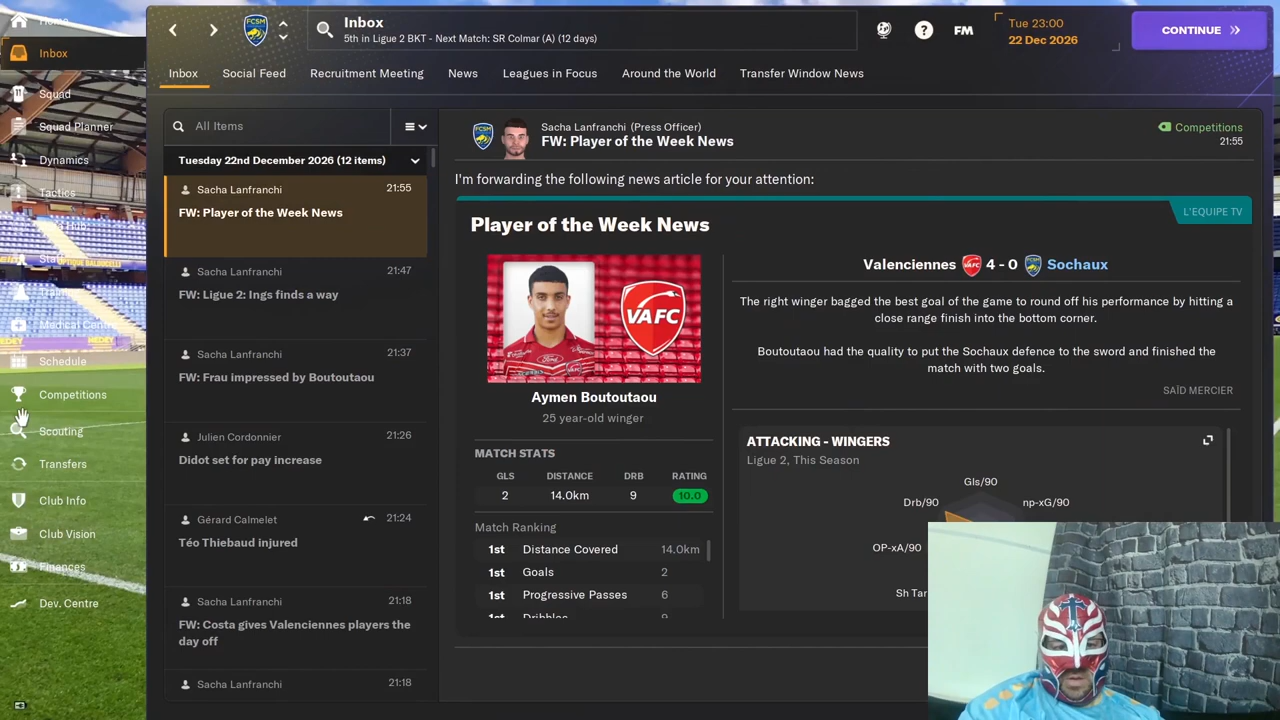 Home
Inbox
Squad
Squad Planner
Dynamics
Tactics
Medical Centre
Schedule
Competitions
Scouting
Transfers
Club Info
Club Vision
Finances
Dev. Centre
FCSM
Inbox
5th in Ligue 2 BKT - Next Match: SR Colmar (A) (12 days)
FM
Tue 23:00
22 Dec 2026
CONTINUE
Inbox
Social Feed
Recruitment Meeting
News
Leagues in Focus
Around the World
Transfer Window News
All Items
Tuesday 22nd December 2026 (12 items)
Sacha Lanfranchi 21:55
FW: Player of the Week News
Sacha Lanfranchi 21:47
FW: Ligue 2: Ings finds a way
Sacha Lanfranchi 21:37
FW: Frau impressed by Boutoutaou
Julien Cordonnier 21:26
Didot set for pay increase
Gérard Calmelet 21:24
Téo Thiebaud injured
Sacha Lanfranchi 21:18
FW: Costa gives Valenciennes players the
day off
Sacha Lanfranchi 21:18
FCSM
Sacha Lanfranchi (Press Officer)
FW: Player of the Week News
Competitions
21:55
I'm forwarding the following news article for your attention:
L'EQUIPE TV
Player of the Week News
VAFC
Aymen Boutoutaou
25 year-old winger
MATCH STATS
GLS DISTANCE DRB RATING
2 14.0km 9 10.0
Match Ranking
1st Distance Covered 14.0km
1st Goals 2
1st Progressive Passes 6
1st Dribbles 9
Valenciennes 4 - 0 Sochaux
The right winger bagged the best goal of the game to round off his performance by hitting a
close range finish into the bottom corner.
Boutoutaou had the quality to put the Sochaux defence to the sword and finished the
match with two goals.
SAÏD MERCIER
ATTACKING - WINGERS
Ligue 2, This Season
Gls/90
Drb/90
np-xG/90
OP-xA/90
Sh Tar